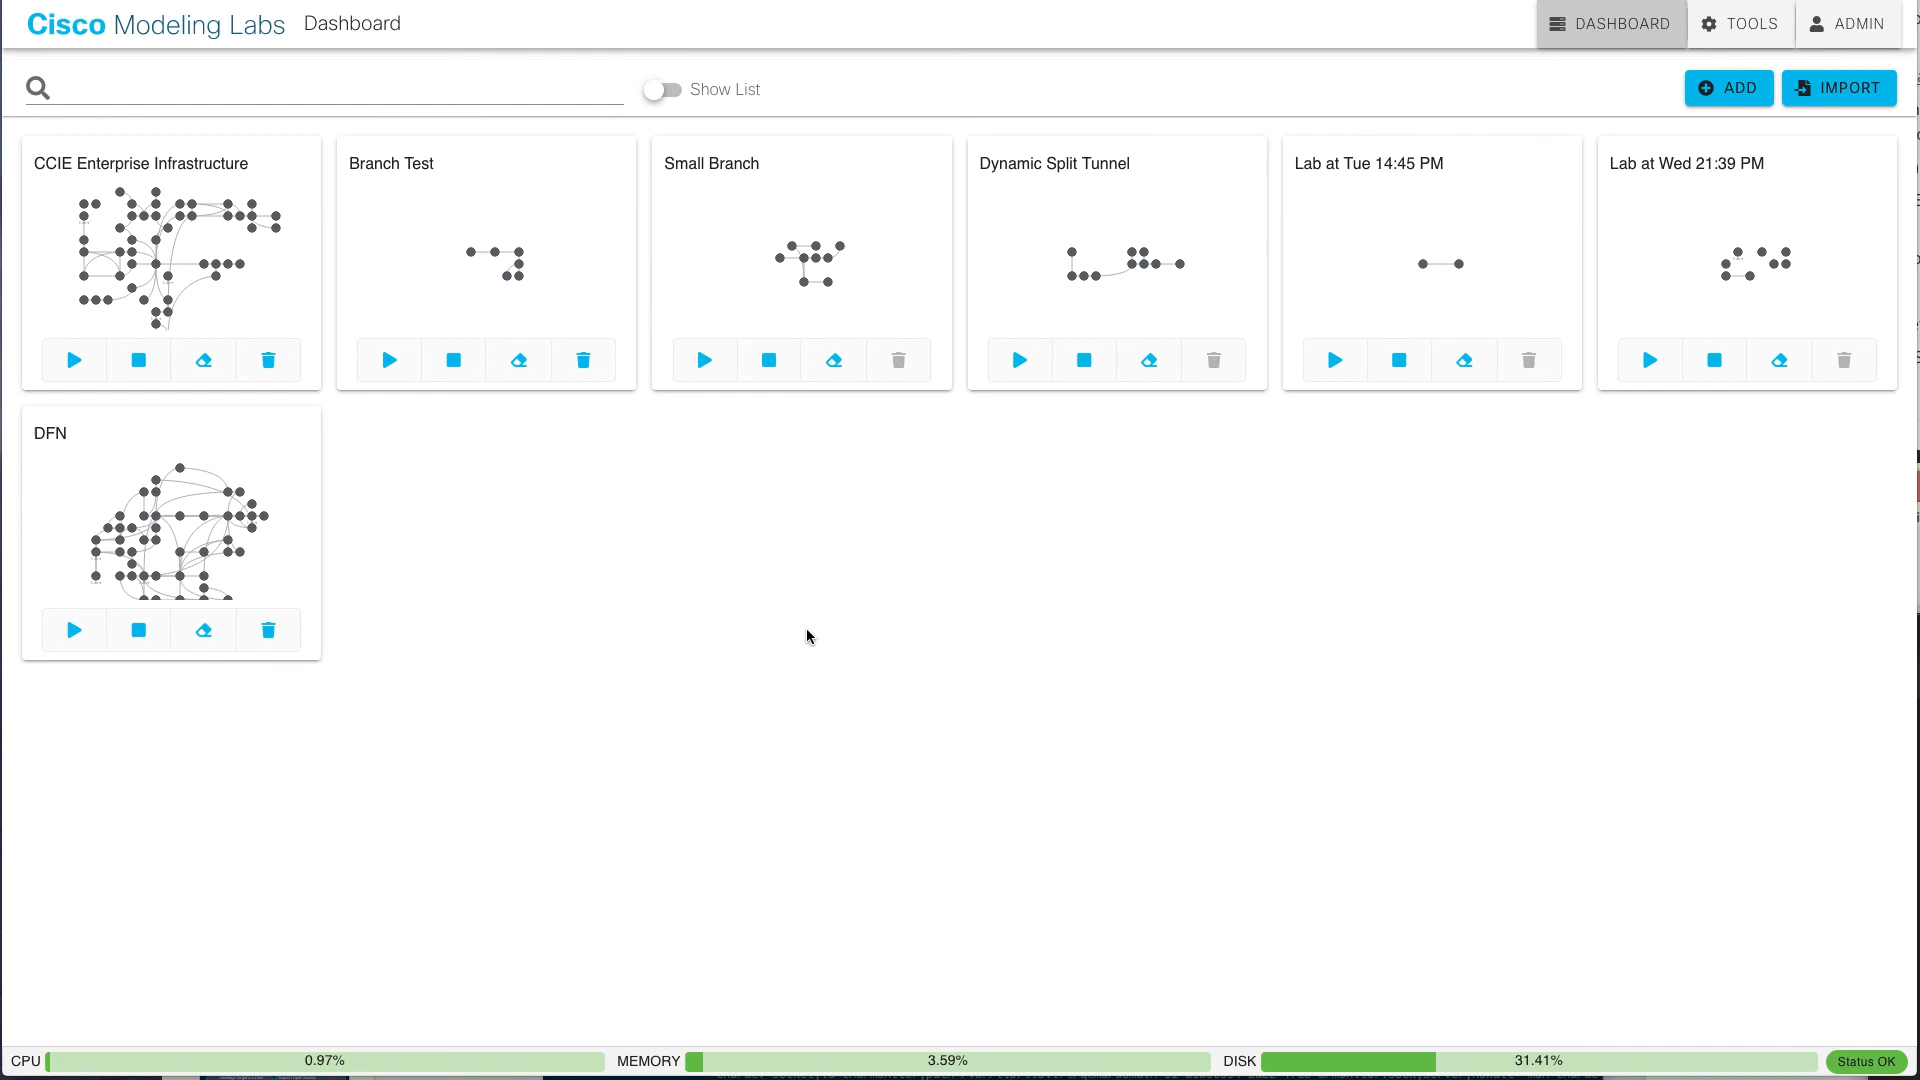 Cisco Modeling Labs Dashboard
DASHBOARD
TOOLS
ADMIN
Show List
ADD
IMPORT
CCIE Enterprise Infrastructure
Branch Test
Small Branch
Dynamic Split Tunnel
Lab at Tue 14:45 PM
Lab at Wed 21:39 PM
DFN
CPU 0.97%
MEMORY 3.59%
DISK 31.41%
Status OK